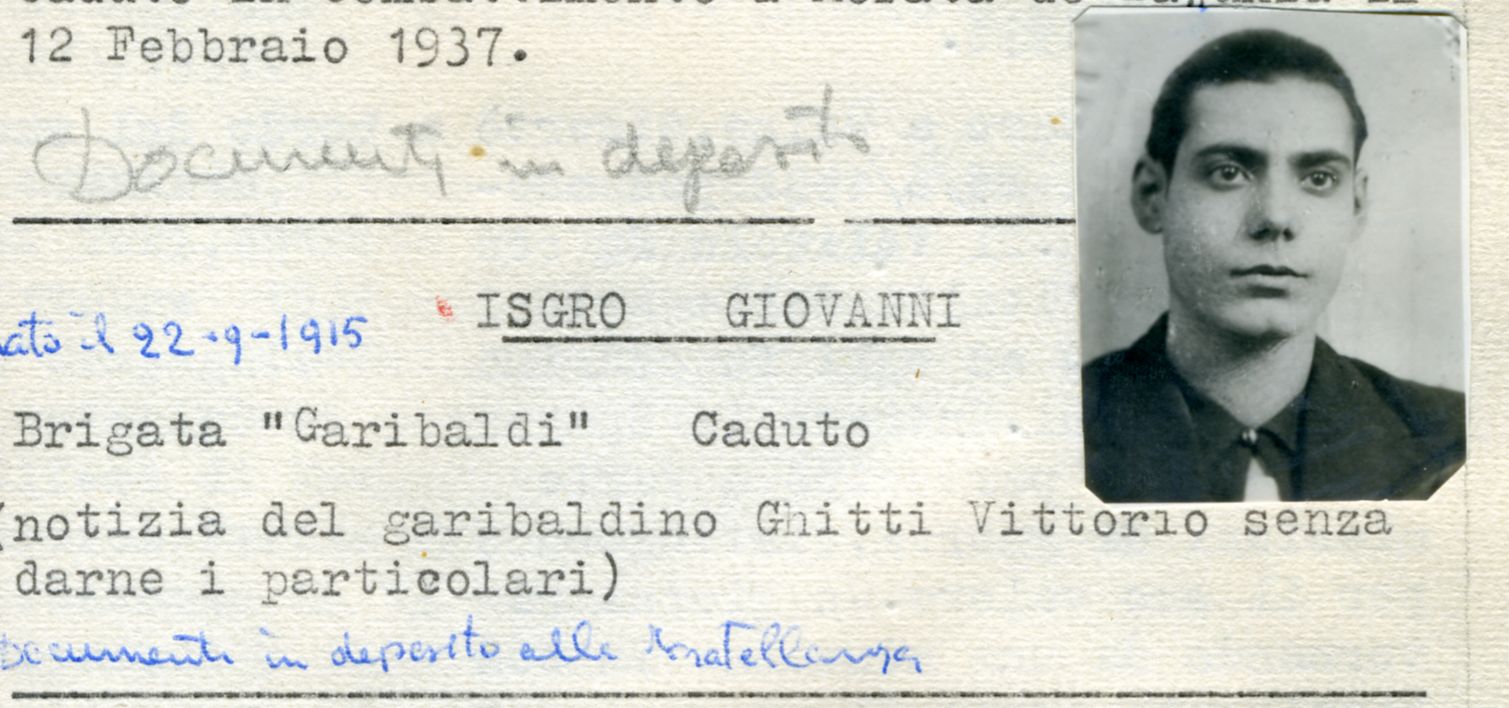 12 Febbraio 1937.
Documenti in deposito
ISGRO GIOVANNI
nato il 22-9-1915
Brigata "Garibaldi" Caduto
(notizia del garibaldino Ghitti Vittorio senza
darne i particolari)
Documenti in deposito alla Fratellanza